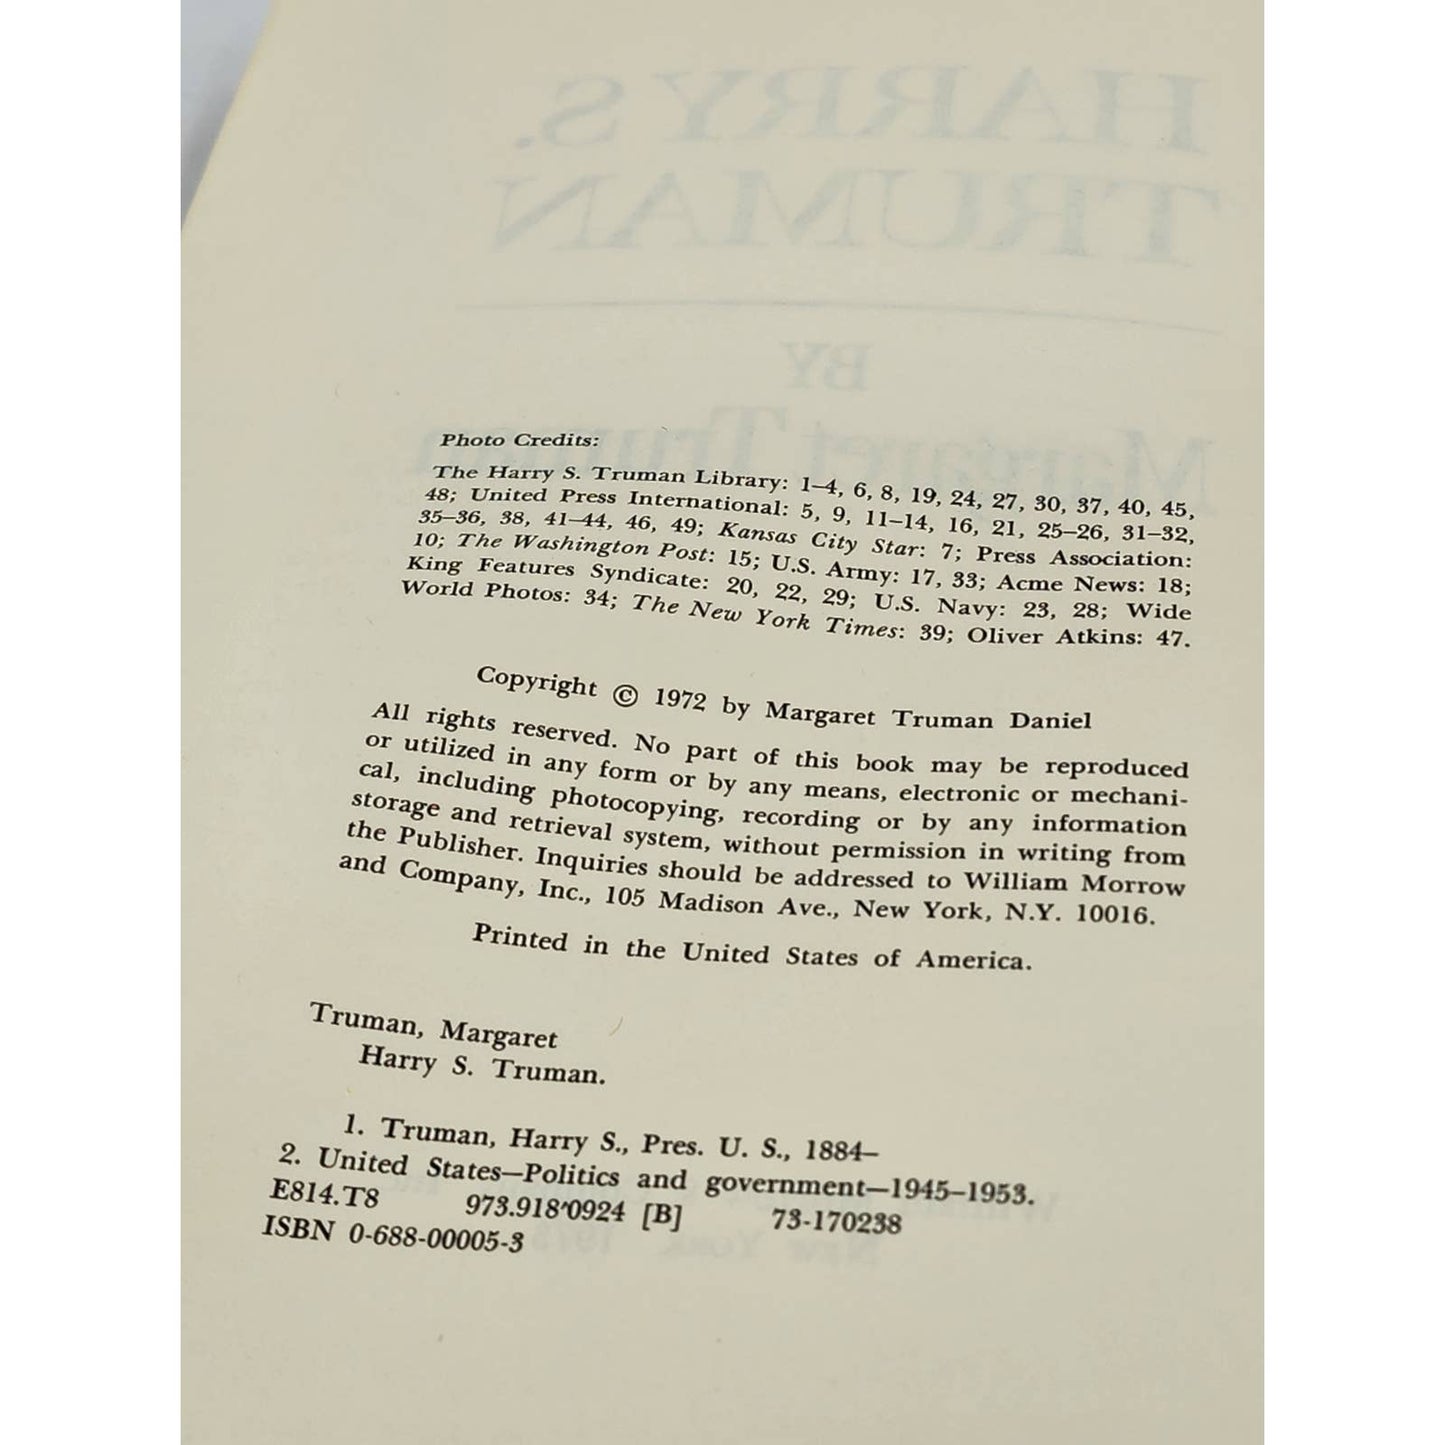 HARRY S.
TRUMAN
BY
Margaret Truman
Photo Credits:
The Harry S. Truman Library: 1–4, 6, 8, 19, 24, 27, 30, 37, 40, 45,
48; United Press International: 5, 9, 11–14, 16, 21, 25–26, 31–32,
35–36, 38, 41–44, 46, 49; Kansas City Star: 7; Press Association:
10; The Washington Post: 15; U.S. Army: 17, 33; Acme News: 18;
King Features Syndicate: 20, 22, 29; U.S. Navy: 23, 28; Wide
World Photos: 34; The New York Times: 39; Oliver Atkins: 47.
Copyright © 1972 by Margaret Truman Daniel
All rights reserved. No part of this book may be reproduced
or utilized in any form or by any means, electronic or mechani-
cal, including photocopying, recording or by any information
storage and retrieval system, without permission in writing from
the Publisher. Inquiries should be addressed to William Morrow
and Company, Inc., 105 Madison Ave., New York, N.Y. 10016.
Printed in the United States of America.
Truman, Margaret
Harry S. Truman.
1. Truman, Harry S., Pres. U. S., 1884–
2. United States—Politics and government—1945–1953.
E814.T8 973.918′0924 [B] 73-170238
ISBN 0-688-00005-3
New York 1973